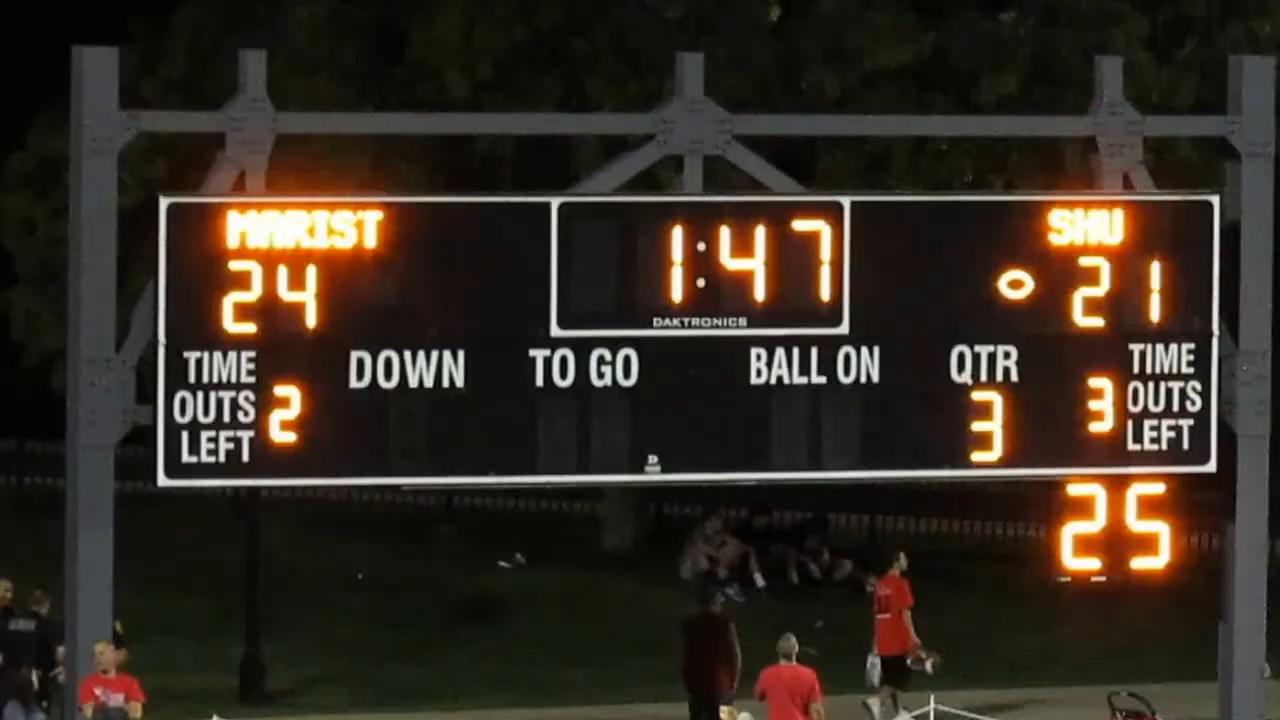 MARIST
1:47
SHU
24
21
DAKTRONICS
TIME OUTS LEFT
2
DOWN
TO GO
BALL ON
QTR
3
3
TIME OUTS LEFT
25